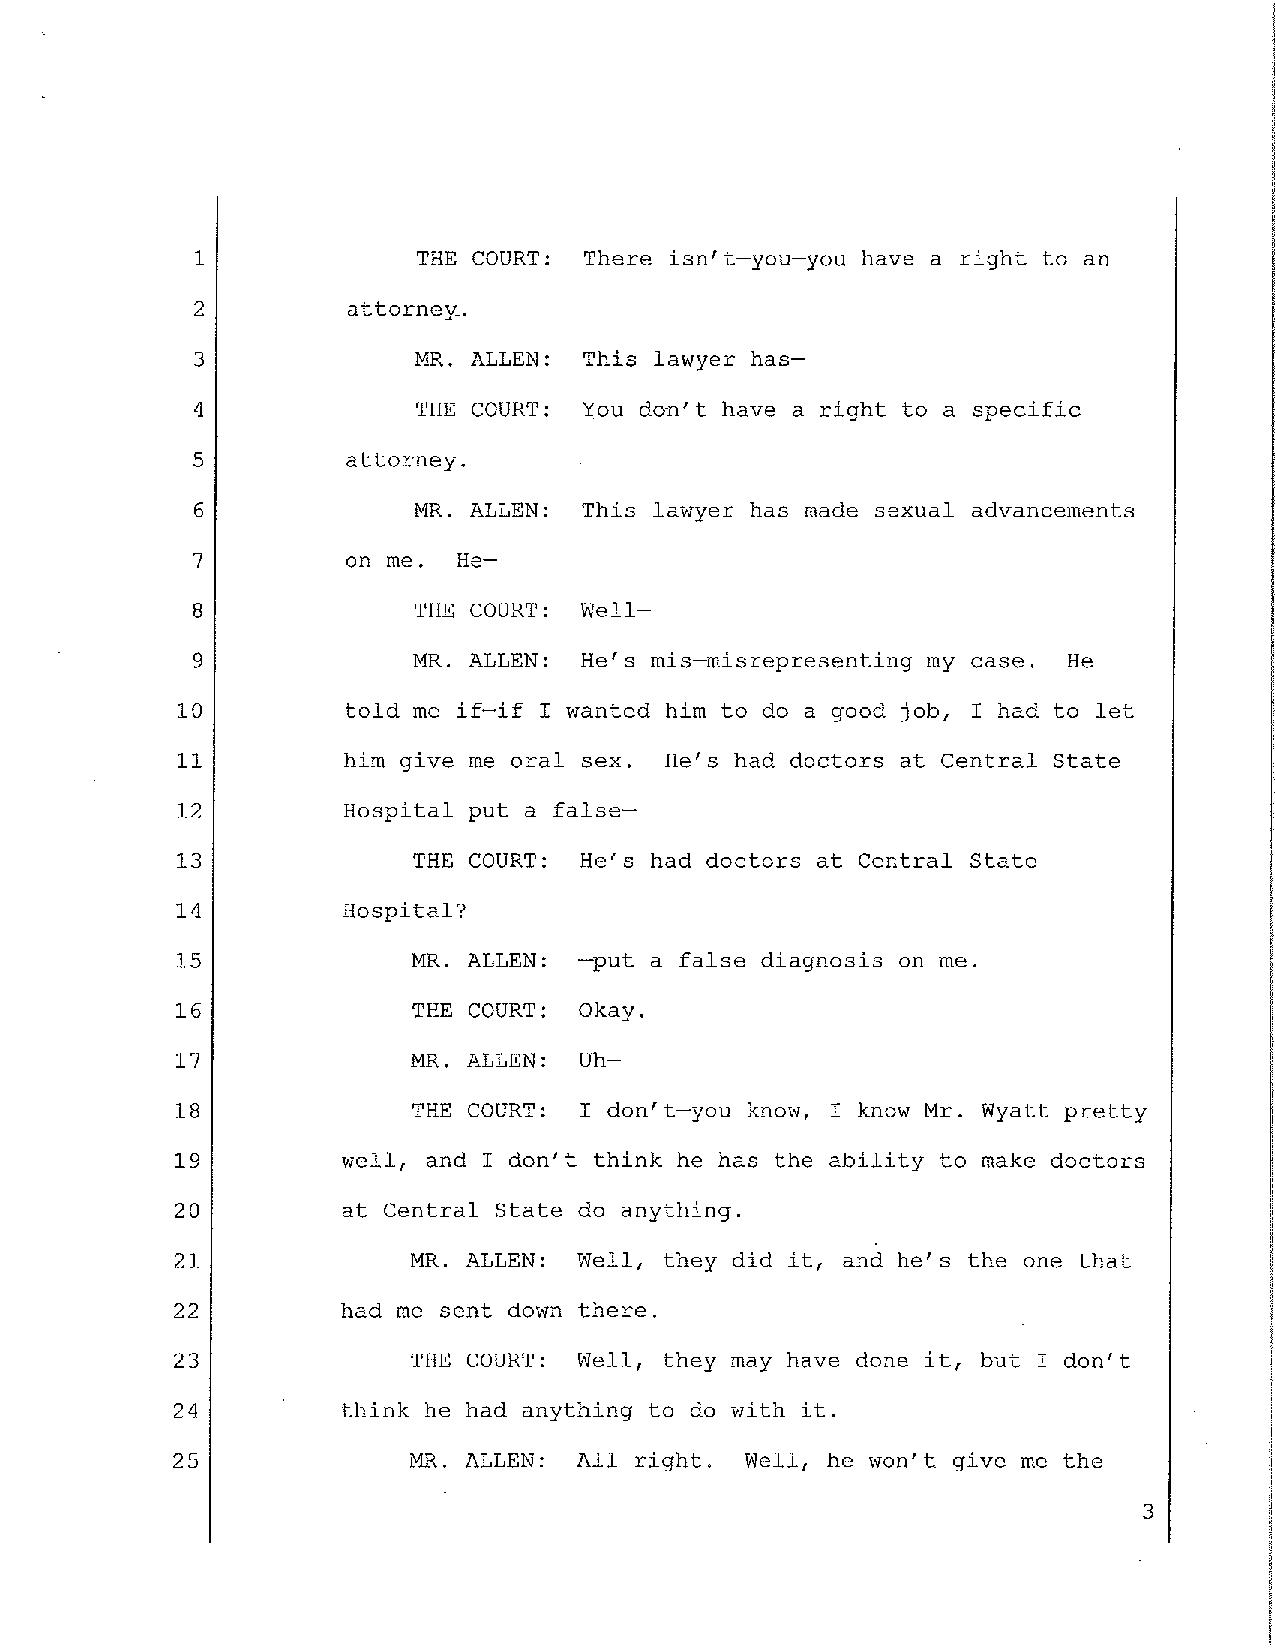 1 THE COURT: There isn't—you—you have a right to an
2 attorney.
3 MR. ALLEN: This lawyer has—
4 THE COURT: You don't have a right to a specific
5 attorney.
6 MR. ALLEN: This lawyer has made sexual advancements
7 on me. He—
8 THE COURT: Well—
9 MR. ALLEN: He's mis—misrepresenting my case. He
10 told me if—if I wanted him to do a good job, I had to let
11 him give me oral sex. He's had doctors at Central State
12 Hospital put a false—
13 THE COURT: He's had doctors at Central State
14 Hospital?
15 MR. ALLEN: —put a false diagnosis on me.
16 THE COURT: Okay.
17 MR. ALLEN: Uh—
18 THE COURT: I don't—you know, I know Mr. Wyatt pretty
19 well, and I don't think he has the ability to make doctors
20 at Central State do anything.
21 MR. ALLEN: Well, they did it, and he's the one that
22 had me sent down there.
23 THE COURT: Well, they may have done it, but I don't
24 think he had anything to do with it.
25 MR. ALLEN: All right. Well, he won't give me the
3